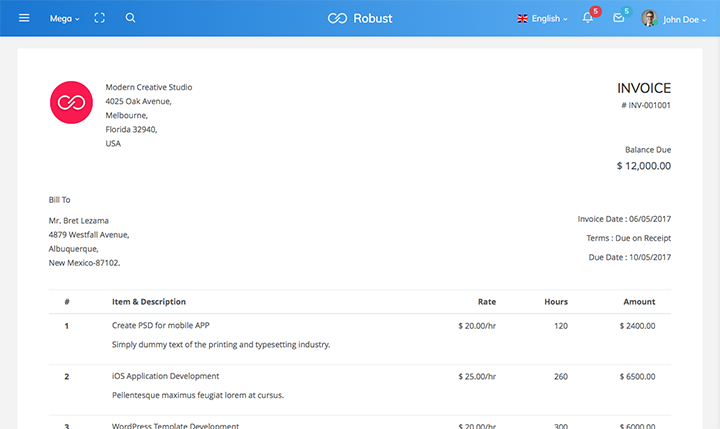 Mega
Robust
English
5
5
John Doe
Modern Creative Studio
4025 Oak Avenue,
Melbourne,
Florida 32940,
USA
INVOICE
# INV-001001
Balance Due
$ 12,000.00
Bill To
Mr. Bret Lezama
4879 Westfall Avenue,
Albuquerque,
New Mexico-87102.
Invoice Date : 06/05/2017
Terms : Due on Receipt
Due Date : 10/05/2017
# Item & Description Rate Hours Amount
1 Create PSD for mobile APP $ 20.00/hr 120 $ 2400.00
Simply dummy text of the printing and typesetting industry.
2 iOS Application Development $ 25.00/hr 260 $ 6500.00
Pellentesque maximus feugiat lorem at cursus.
3 WordPress Template Development $ 20.00/hr 300 $ 6000.00